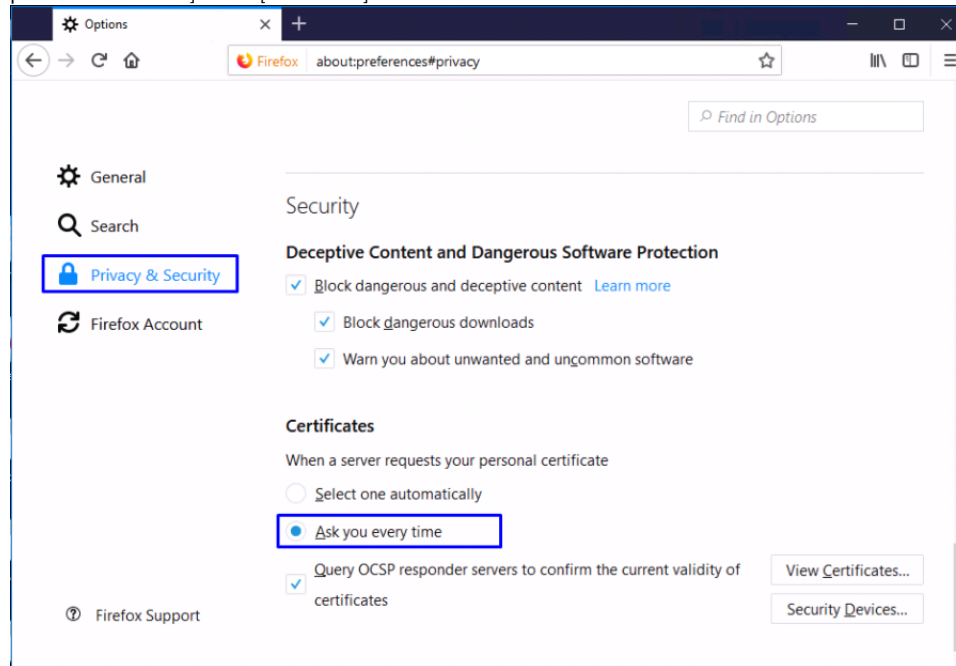 Options
Firefox about:preferences#privacy
Find in Options
General
Search
Privacy & Security
Firefox Account
Security
Deceptive Content and Dangerous Software Protection
Block dangerous and deceptive content Learn more
Block dangerous downloads
Warn you about unwanted and uncommon software
Certificates
When a server requests your personal certificate
Select one automatically
Ask you every time
Query OCSP responder servers to confirm the current validity of
certificates
View Certificates...
Security Devices...
Firefox Support